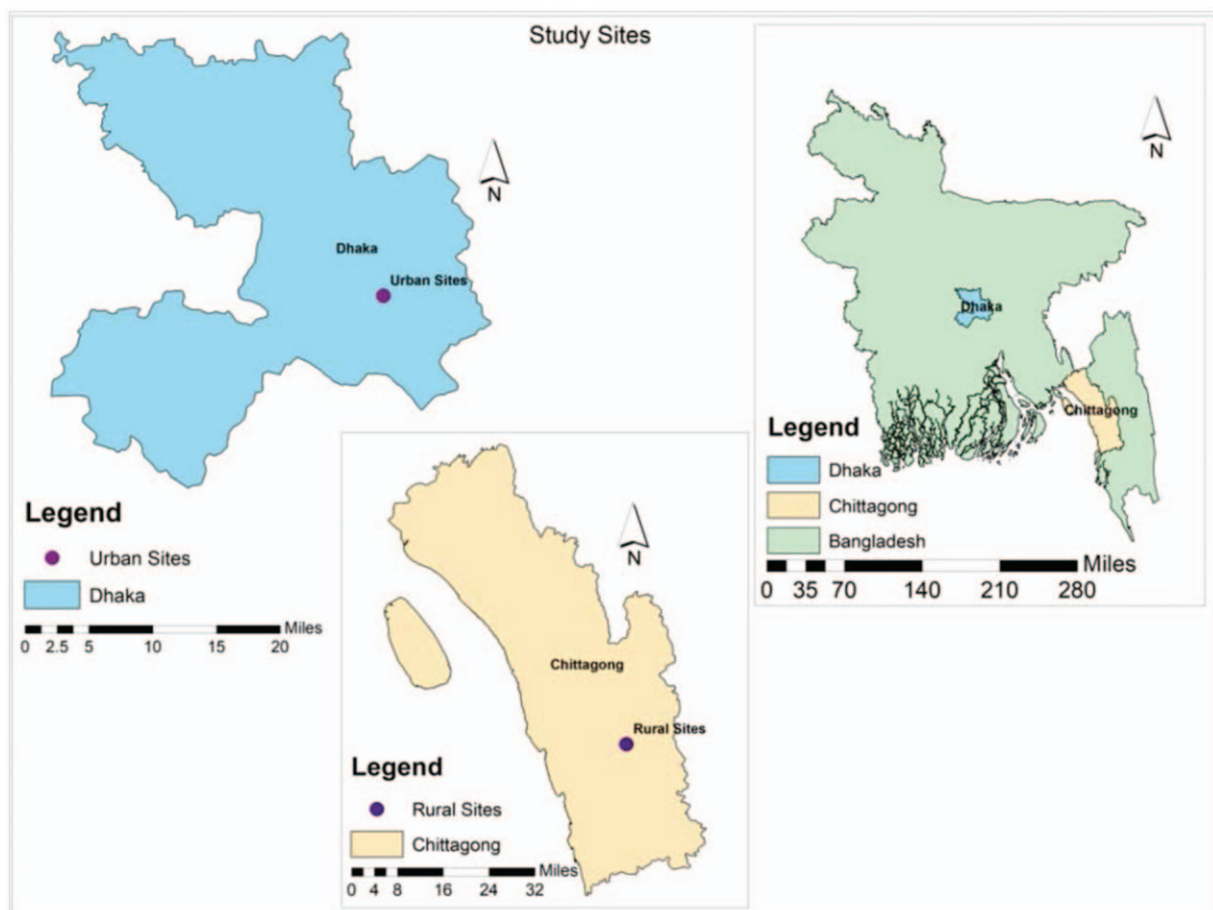 Study Sites
N
Dhaka
Urban Sites
Legend
Urban Sites
Dhaka
0 2.5 5 10 15 20 Miles
N
Chittagong
Rural Sites
Legend
Rural Sites
Chittagong
0 4 8 16 24 32 Miles
N
Dhaka
Chittagong
Legend
Dhaka
Chittagong
Bangladesh
0 35 70 140 210 280 Miles